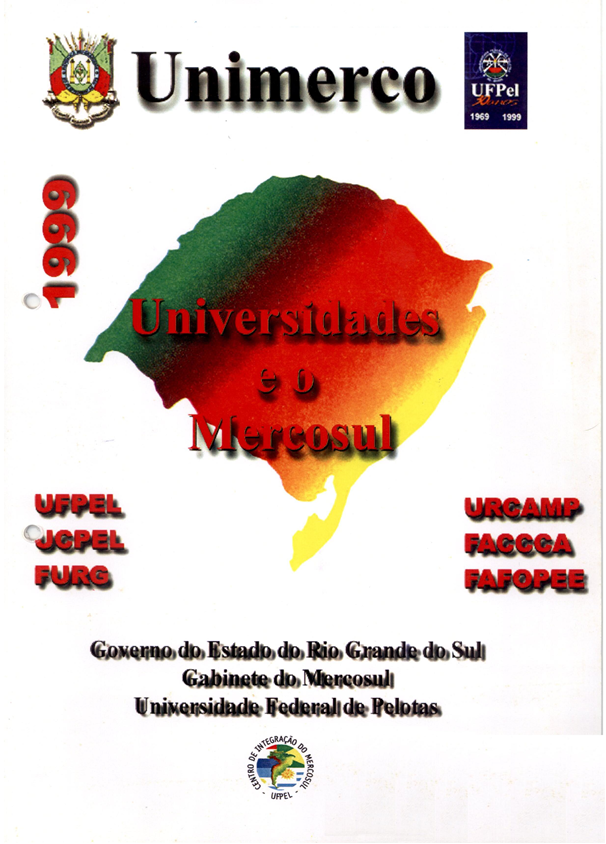 Unimerco
UFPel
30 anos
1969 1999
1999
Universidades
e o
Mercosul
UFPEL
UCPEL
FURG
URCAMP
FACCCA
FAFOPEE
Governo do Estado do Rio Grande do Sul
Gabinete do Mercosul
Universidade Federal de Pelotas
CENTRO DE INTEGRAÇÃO DO MERCOSUL
- UFPEL -